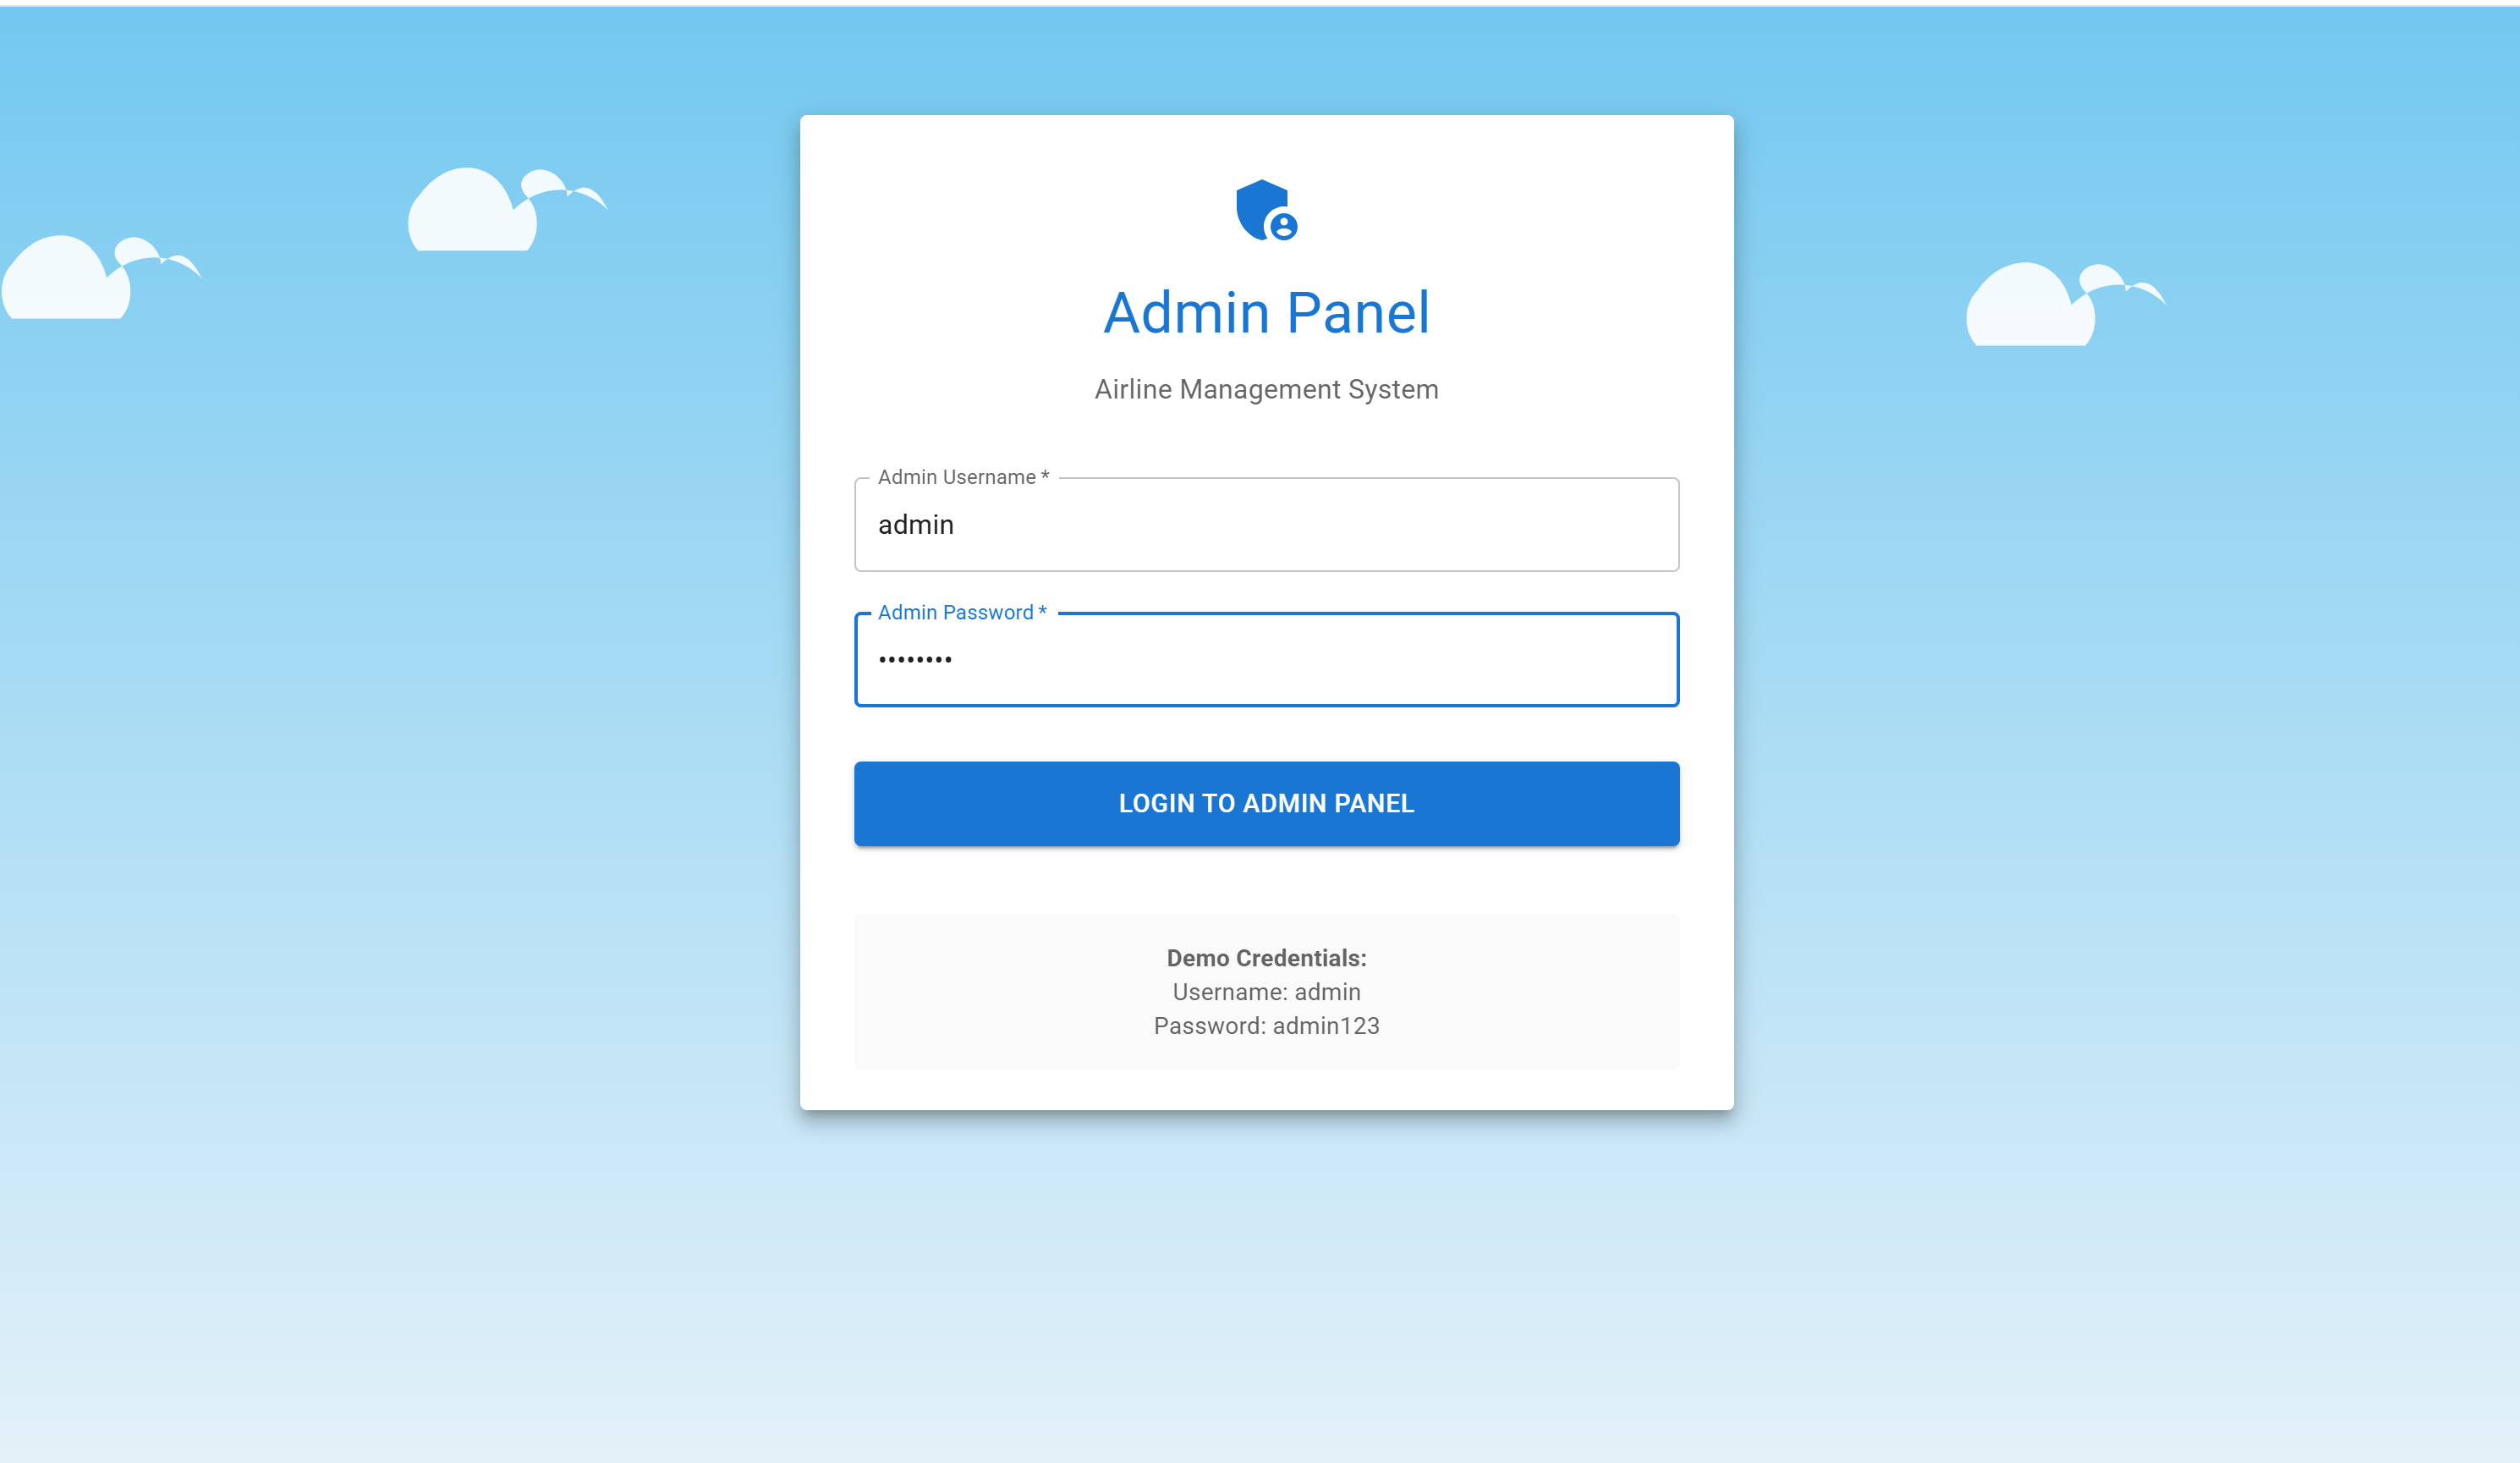 Admin Panel
Airline Management System
Admin Username *
admin
Admin Password *
••••••••
LOGIN TO ADMIN PANEL
Demo Credentials:
Username: admin
Password: admin123